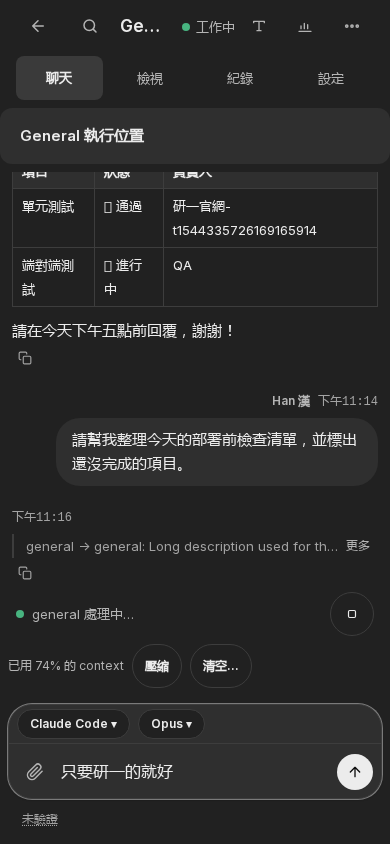 Ge...
工作中
聊天
檢視
紀錄
設定
General 執行位置
項目 狀態 負責人
單元測試 通過 研一官網-
t1544335726169165914
端對端測 進行 QA
試 中
請在今天下午五點前回覆，謝謝！
Han 漢 下午11:14
請幫我整理今天的部署前檢查清單，並標出
還沒完成的項目。
下午11:16
general → general: Long description used for th... 更多
general 處理中...
已用 74% 的 context 壓縮 清空...
Claude Code ▾ Opus ▾
只要研一的就好
未驗證